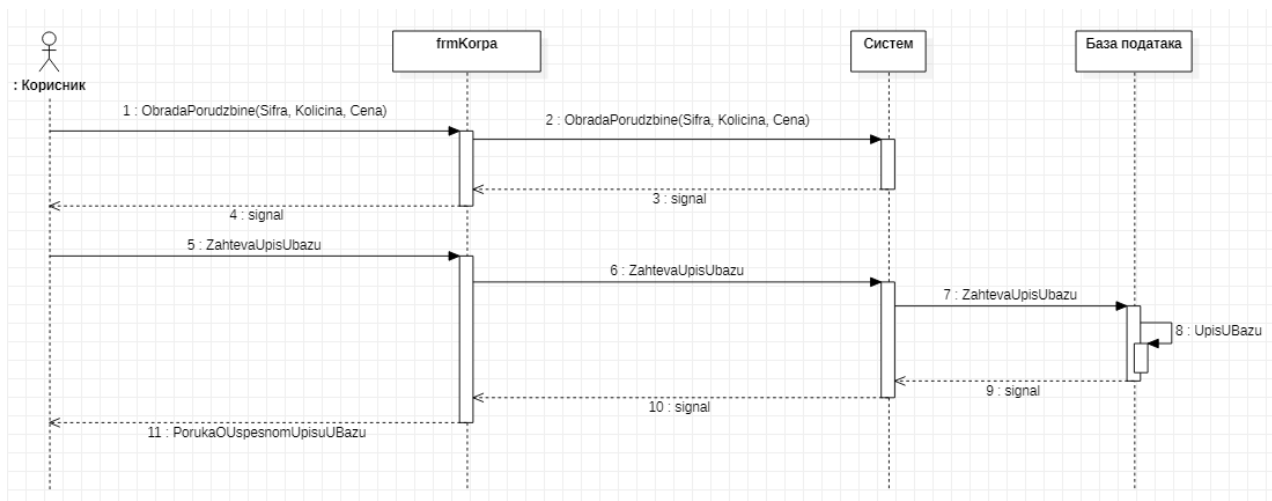 frmKorpa
Систем
База података
: Корисник
1 : ObradaPorudzbine(Sifra, Kolicina, Cena)
2 : ObradaPorudzbine(Sifra, Kolicina, Cena)
3 : signal
4 : signal
5 : ZahtevaUpisUbazu
6 : ZahtevaUpisUbazu
7 : ZahtevaUpisUbazu
8 : UpisUBazu
9 : signal
10 : signal
11 : PorukaOUspesnomUpisuUBazu